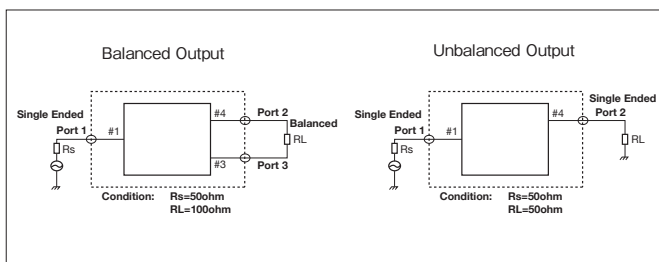 Balanced Output
Single Ended
Port 1
#1
Rs
#4
Port 2
Balanced
RL
#3
Port 3
Condition: Rs=50ohm
RL=100ohm
Unbalanced Output
Single Ended
Port 1
#1
Rs
#4
Single Ended
Port 2
RL
Condition: Rs=50ohm
RL=50ohm